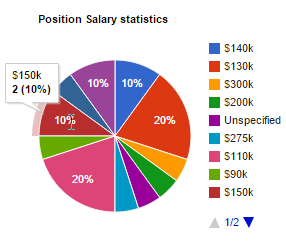 Position Salary statistics
$150k
2 (10%)
10%
10%
20%
10%
20%
$140k
$130k
$300k
$200k
Unspecified
$275k
$110k
$90k
$150k
1/2